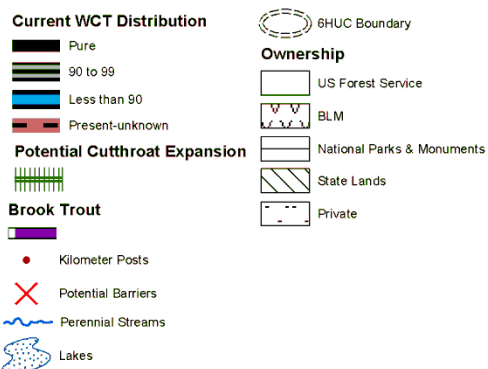 Current WCT Distribution
Pure
90 to 99
Less than 90
Present-unknown
Potential Cutthroat Expansion
Brook Trout
Kilometer Posts
Potential Barriers
Perennial Streams
Lakes
6HUC Boundary
Ownership
US Forest Service
BLM
National Parks & Monuments
State Lands
Private